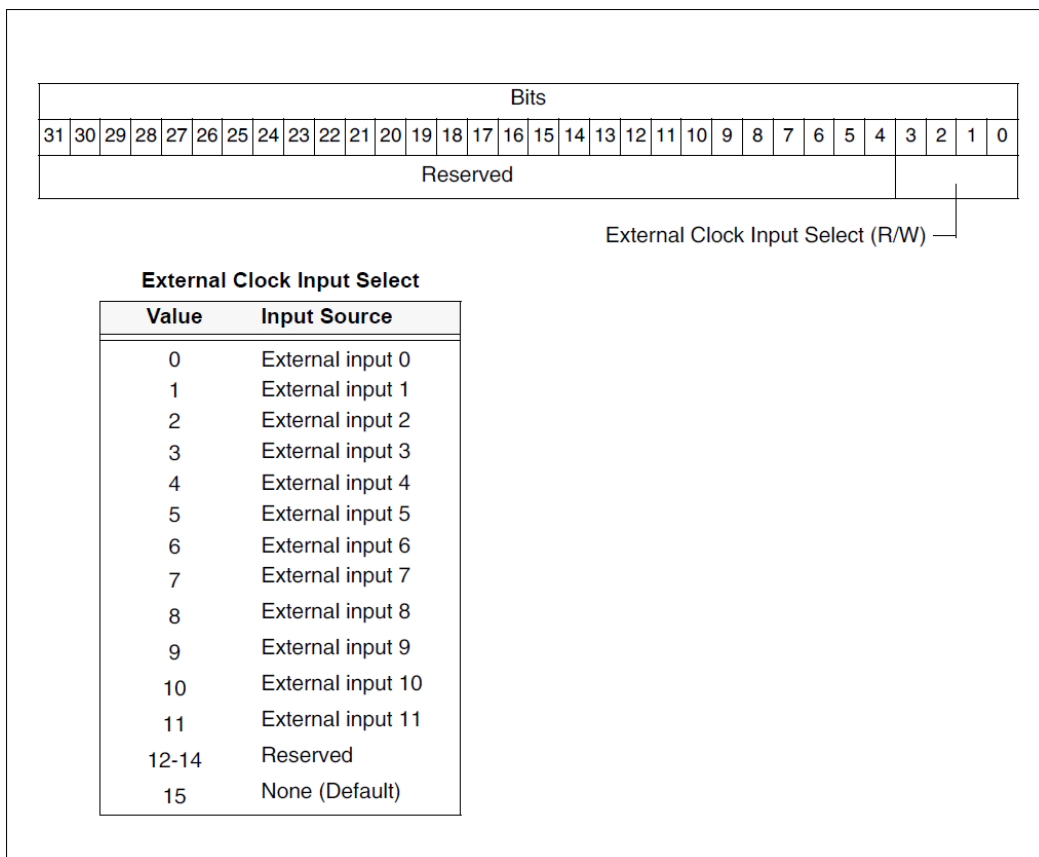 Bits
31 30 29 28 27 26 25 24 23 22 21 20 19 18 17 16 15 14 13 12 11 10 9 8 7 6 5 4 3 2 1 0
Reserved
External Clock Input Select (R/W)
External Clock Input Select
Value Input Source
0 External input 0
1 External input 1
2 External input 2
3 External input 3
4 External input 4
5 External input 5
6 External input 6
7 External input 7
8 External input 8
9 External input 9
10 External input 10
11 External input 11
12-14 Reserved
15 None (Default)